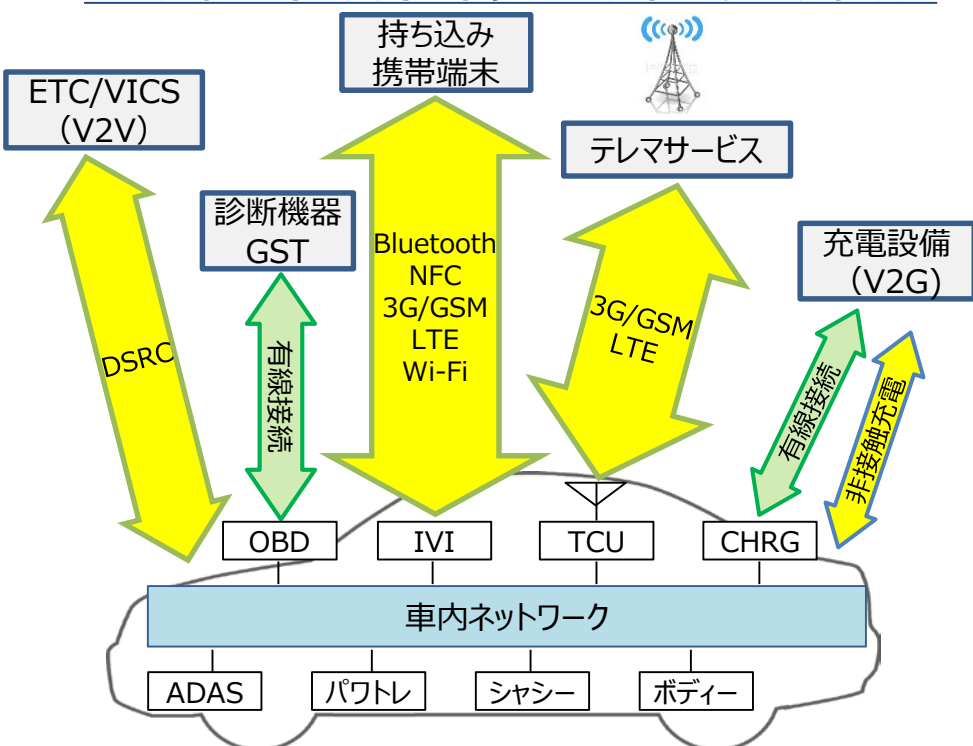 持ち込み
携帯端末
ETC/VICS
（V2V）
テレマサービス
診断機器
GST
充電設備
（V2G)
Bluetooth
NFC
3G/GSM
LTE
Wi-Fi
3G/GSM
LTE
DSRC
有線接続
有線接続
非接触充電
OBD
IVI
TCU
CHRG
車内ネットワーク
ADAS
パワトレ
シャシー
ボディー